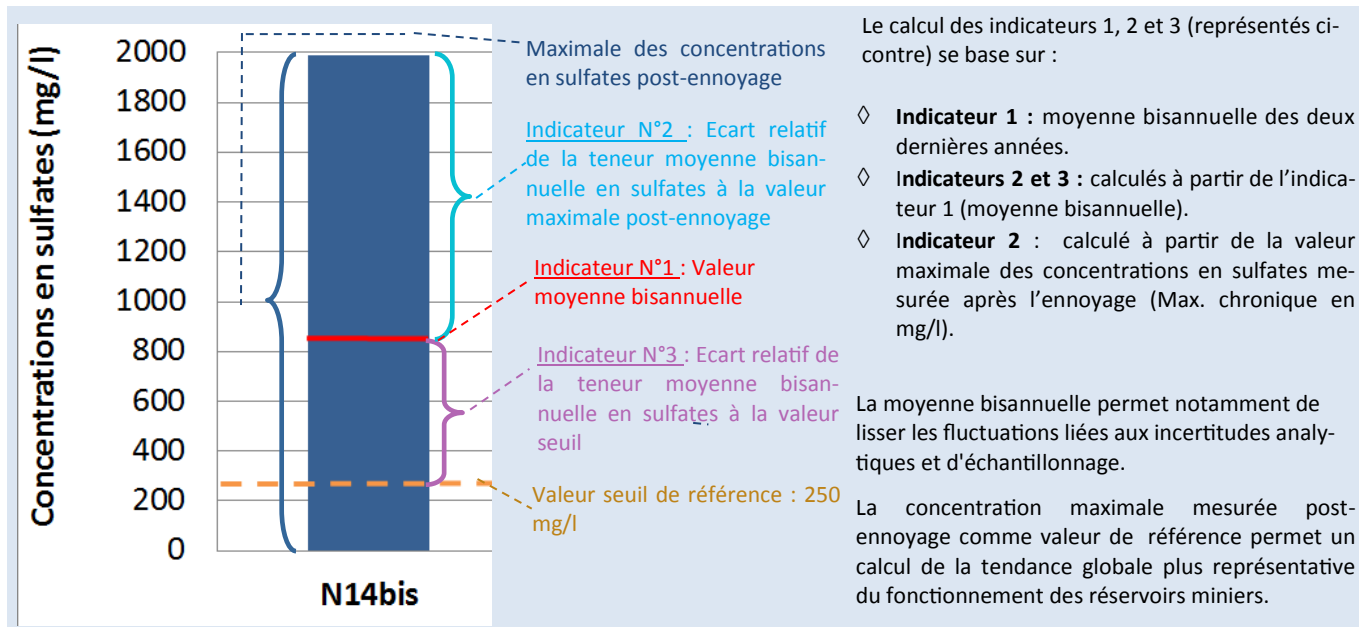 Concentrations en sulfates (mg/l)
2000
1800
1600
1400
1200
1000
800
600
400
200
0
N14bis
Maximale des concentrations
en sulfates post-ennoyage
Indicateur N°2 : Ecart relatif
de la teneur moyenne bisan-
nuelle en sulfates à la valeur
maximale post-ennoyage
Indicateur N°1 : Valeur
moyenne bisannuelle
Indicateur N°3 : Ecart relatif de
la teneur moyenne bisan-
nuelle en sulfates à la valeur
seuil
Valeur seuil de référence : 250
mg/l
Le calcul des indicateurs 1, 2 et 3 (représentés ci-
contre) se base sur :
◊ Indicateur 1 : moyenne bisannuelle des deux
dernières années.
◊ Indicateurs 2 et 3 : calculés à partir de l'indica-
teur 1 (moyenne bisannuelle).
◊ Indicateur 2 : calculé à partir de la valeur
maximale des concentrations en sulfates me-
surée après l'ennoyage (Max. chronique en
mg/l).
La moyenne bisannuelle permet notamment de
lisser les fluctuations liées aux incertitudes analy-
tiques et d'échantillonnage.
La concentration maximale mesurée post-
ennoyage comme valeur de référence permet un
calcul de la tendance globale plus représentative
du fonctionnement des réservoirs miniers.